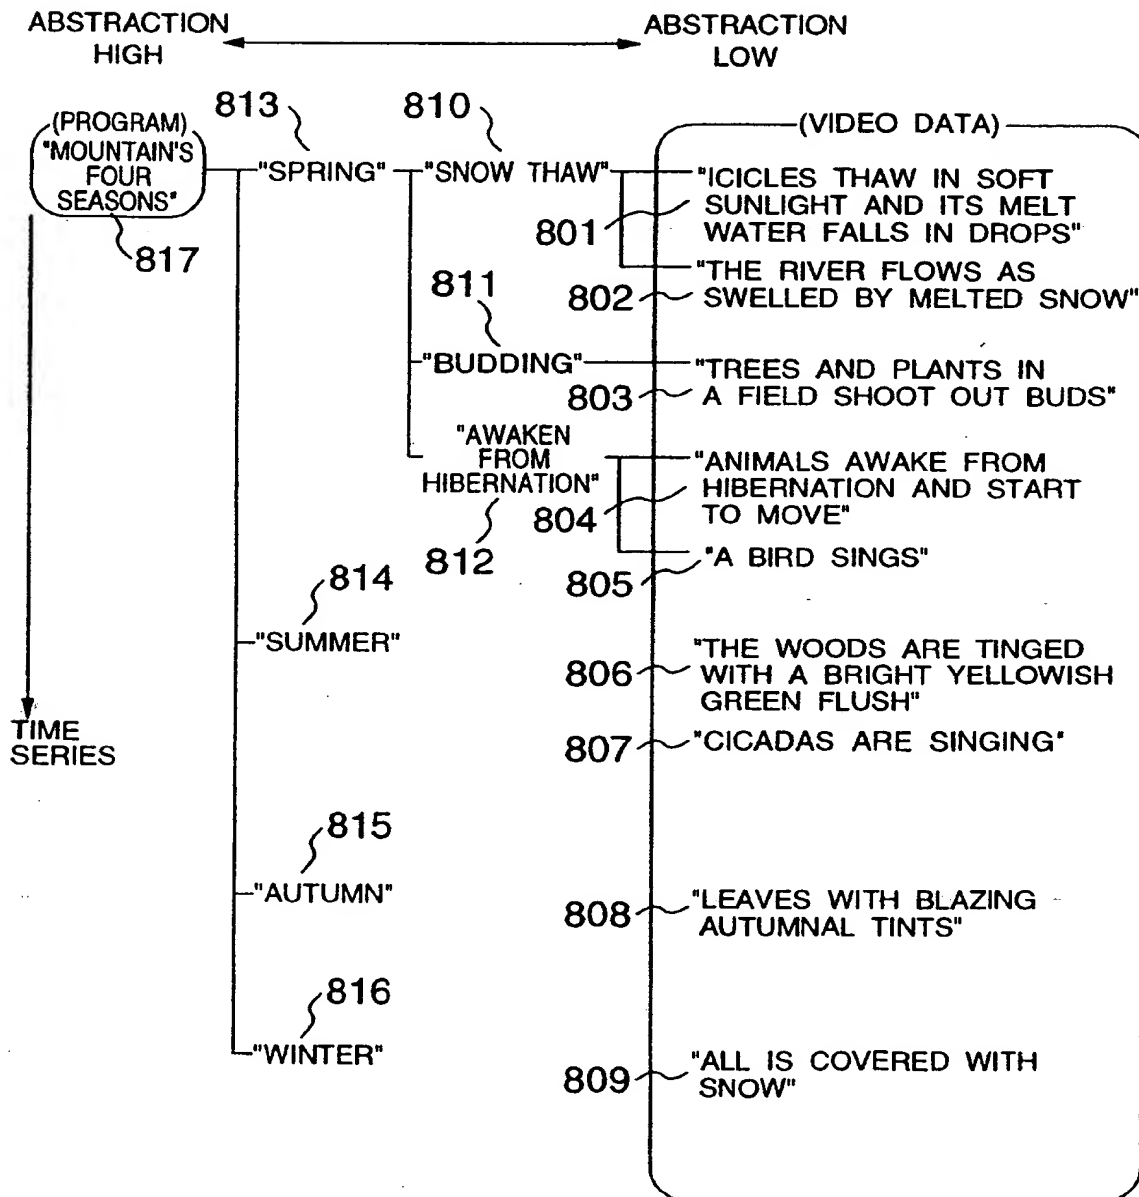 ABSTRACTION
HIGH
ABSTRACTION
LOW
813
810
(PROGRAM)
"MOUNTAIN'S
FOUR
SEASONS"
817
"SPRING"
"SNOW THAW"
(VIDEO DATA)
"ICICLES THAW IN SOFT
SUNLIGHT AND ITS MELT
WATER FALLS IN DROPS"
801
"THE RIVER FLOWS AS
SWELLED BY MELTED SNOW"
802
811
"BUDDING"
"TREES AND PLANTS IN
A FIELD SHOOT OUT BUDS"
803
"AWAKEN
FROM
HIBERNATION"
812
"ANIMALS AWAKE FROM
HIBERNATION AND START
TO MOVE"
804
"A BIRD SINGS"
805
814
"SUMMER"
"THE WOODS ARE TINGED
WITH A BRIGHT YELLOWISH
GREEN FLUSH"
806
TIME
SERIES
807
"CICADAS ARE SINGING"
815
"AUTUMN"
808
"LEAVES WITH BLAZING
AUTUMNAL TINTS"
816
"WINTER"
809
"ALL IS COVERED WITH
SNOW"